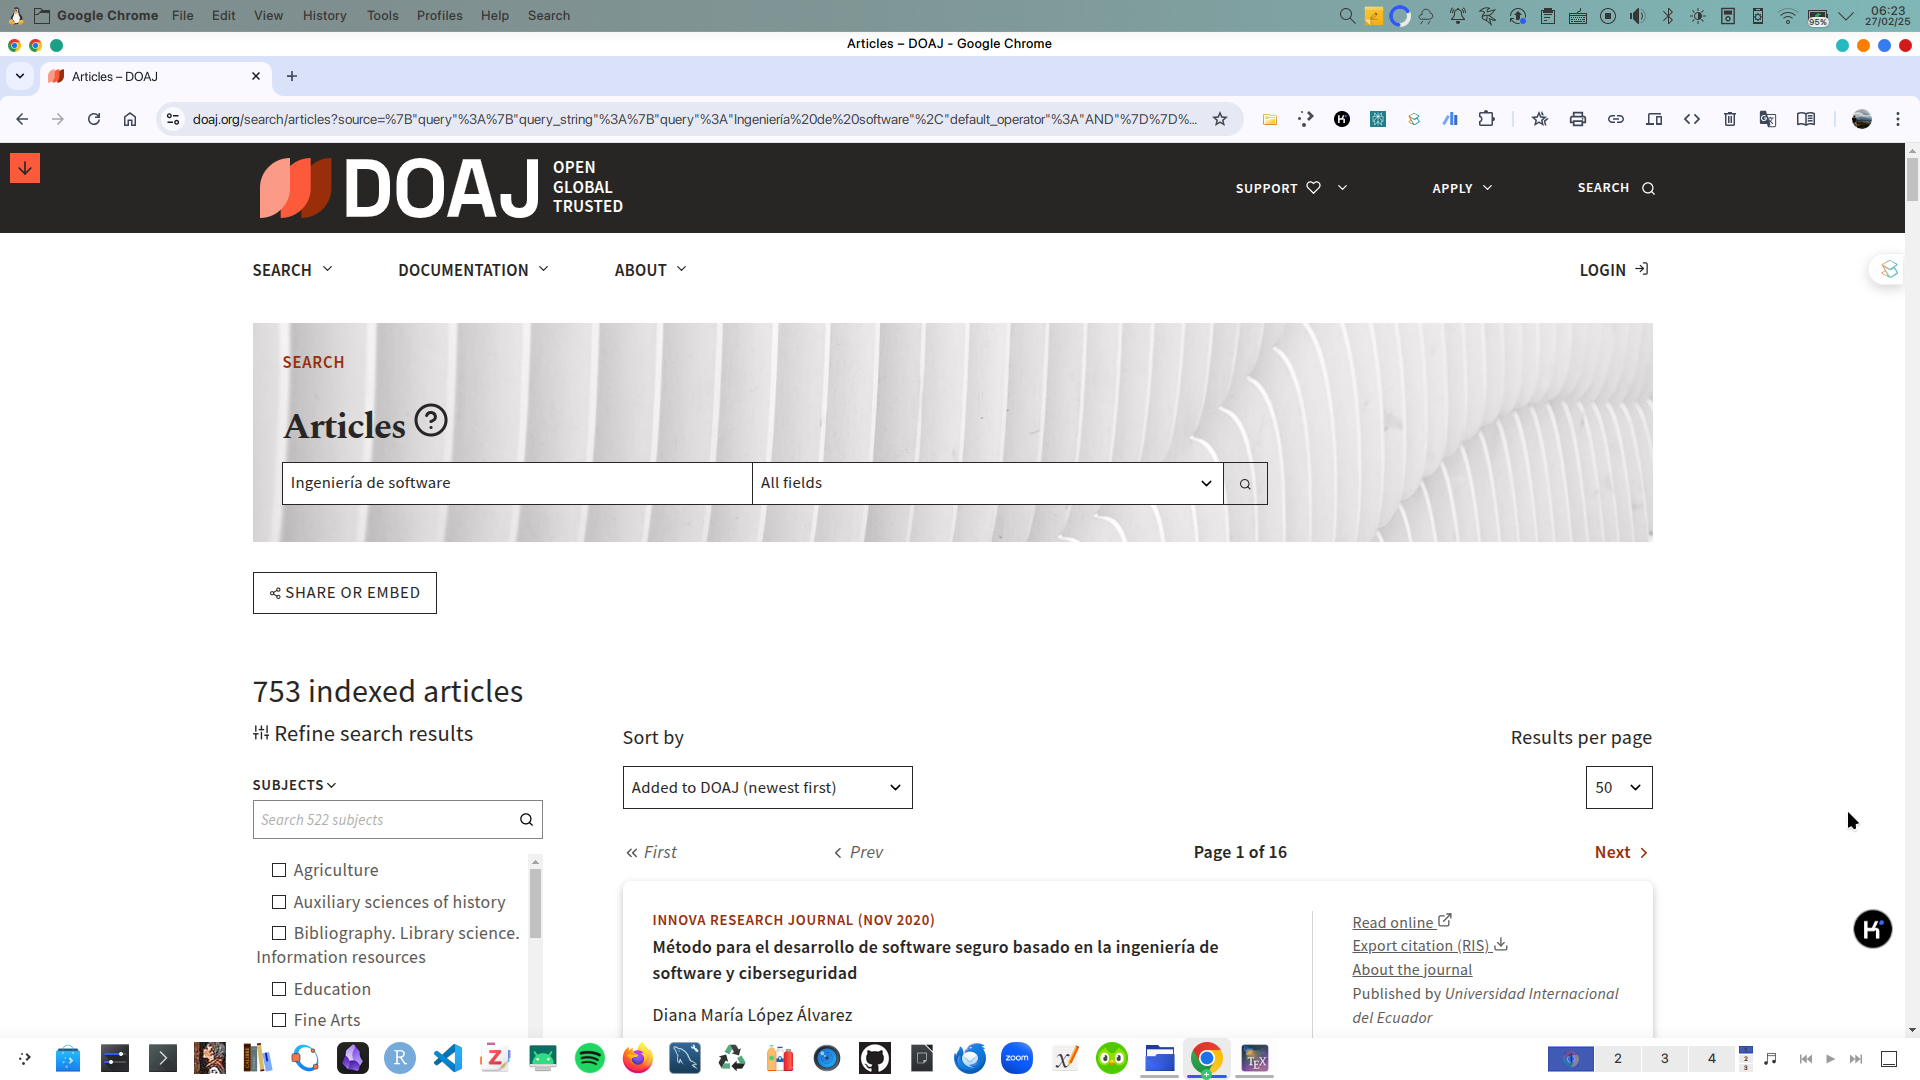 Google Chrome File Edit View History Tools Profiles Help Search
95%
06:23
27/02/25
Articles – DOAJ - Google Chrome
Articles – DOAJ
doaj.org/search/articles?source=%7B"query"%3A%7B"query_string"%3A%7B"query"%3A"Ingeniería%20de%20software"%2C"default_operator"%3A"AND"%7D%7D%...
DOAJ
OPEN
GLOBAL
TRUSTED
SUPPORT
APPLY
SEARCH
SEARCH
DOCUMENTATION
ABOUT
LOGIN
SEARCH
Articles ?
Ingeniería de software
All fields
SHARE OR EMBED
753 indexed articles
Refine search results
Sort by
Results per page
SUBJECTS
Added to DOAJ (newest first)
50
Search 522 subjects
« First
‹ Prev
Page 1 of 16
Next ›
Agriculture
Auxiliary sciences of history
Bibliography. Library science.
Information resources
Education
Fine Arts
INNOVA RESEARCH JOURNAL (NOV 2020)
Método para el desarrollo de software seguro basado en la ingeniería de
software y ciberseguridad
Diana María López Álvarez
Read online
Export citation (RIS)
About the journal
Published by Universidad Internacional
del Ecuador
K
R
Z
zoom
TEX
2
3
4
2
3